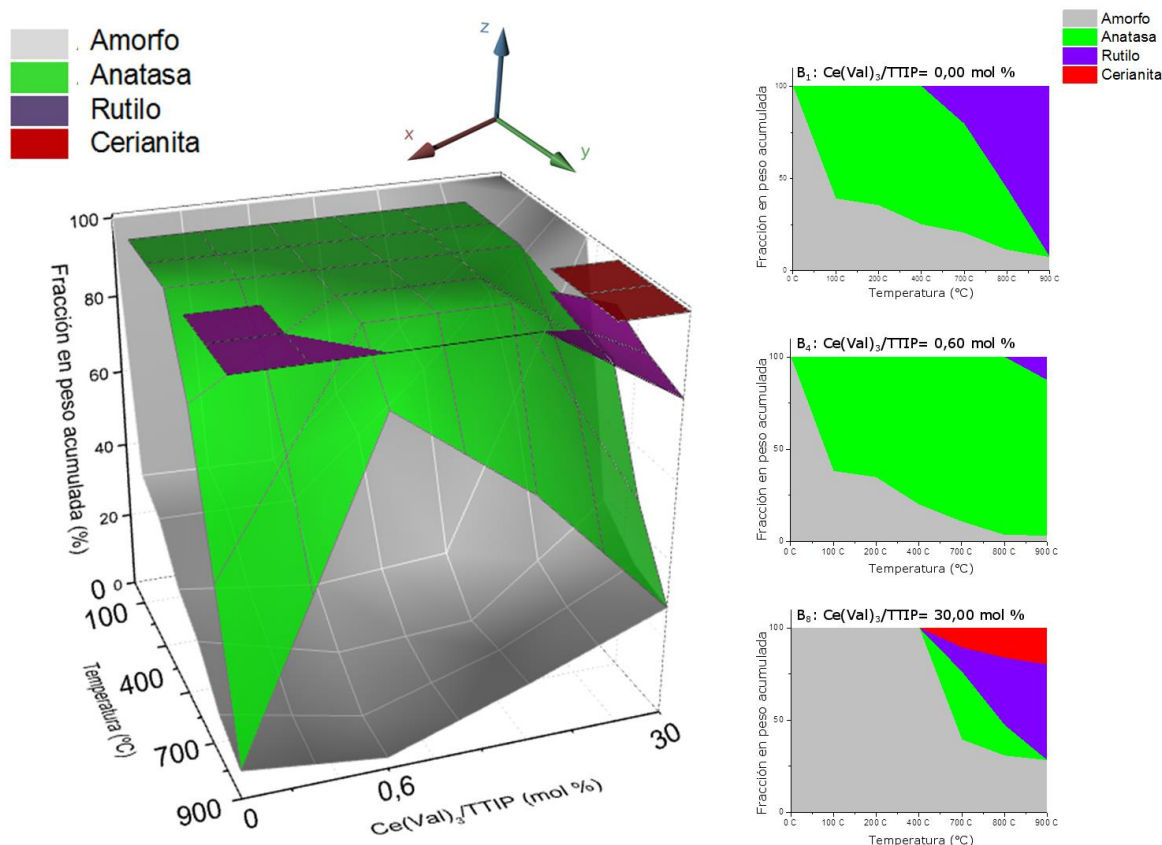 Amorfo
Anatasa
Rutilo
Cerianita
z
x
y
Fracción en peso acumulada (%)
100
80
60
40
20
0
0
100
400
700
900
Temperatura (ºC)
0
0,6
30
Ce(Val)₃/TTIP (mol %)
Amorfo
Anatasa
Rutilo
Cerianita
B₁: Ce(Val)₃/TTIP= 0,00 mol %
Fracción en peso acumulada
100
50
0
0 C 100 C 200 C 400 C 700 C 800 C 900 C
Temperatura (ºC)
B₄: Ce(Val)₃/TTIP= 0,60 mol %
Fracción en peso acumulada
100
50
0
0 C 100 C 200 C 400 C 700 C 800 C 900 C
Temperatura (ºC)
B₈: Ce(Val)₃/TTIP= 30,00 mol %
Fracción en peso acumulada
100
50
0
0 C 100 C 200 C 400 C 700 C 800 C 900 C
Temperatura (ºC)